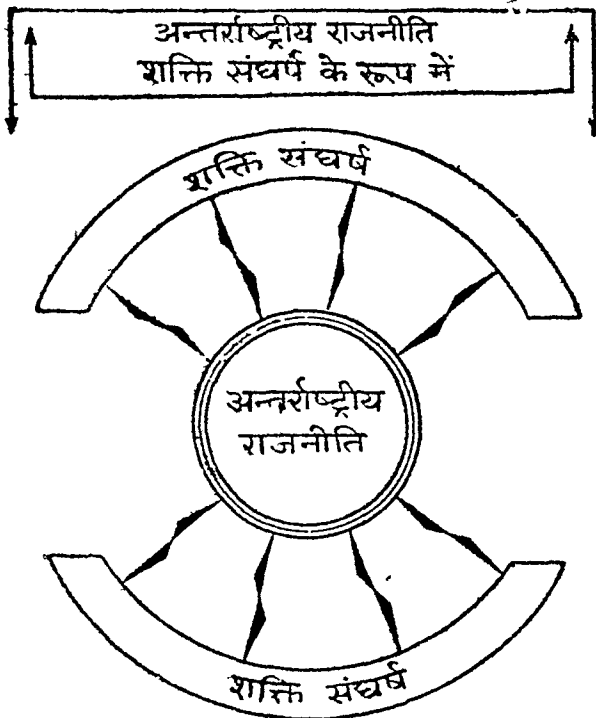 अन्तर्राष्ट्रीय राजनीति
शक्ति संघर्ष के रूप में
शक्ति संघर्ष
अन्तर्राष्ट्रीय
राजनीति
शक्ति संघर्ष